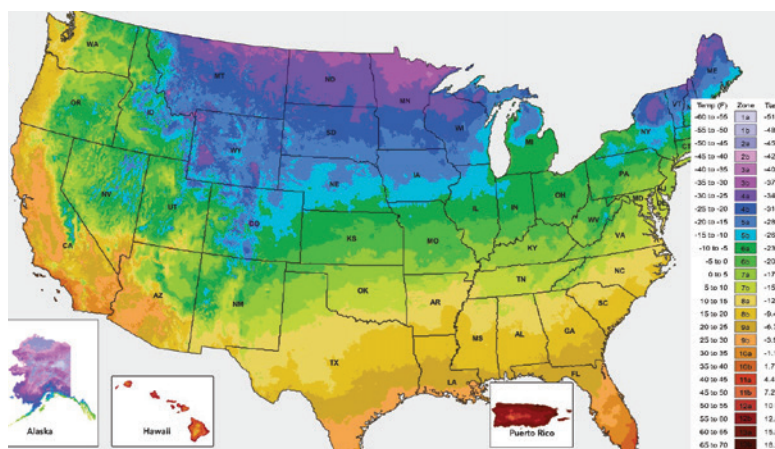 WA
MT
ND
MN
ME
OR
ID
SD
WI
VT
WY
MI
NY
NE
IA
PA
NV
UT
CO
IL
IN
OH
NJ
MD
WV
VA
CA
KS
MO
KY
NC
AZ
NM
OK
TN
AR
SC
MS
AL
GA
TX
LA
FL
Alaska
Hawaii
Puerto Rico
Temp (F) Zone
-60 to -55 1a
-55 to -50 1b
-50 to -45 2a
-45 to -40 2b
-40 to -35 3a
-35 to -30 3b
-30 to -25 4a
-25 to -20 4b
-20 to -15 5a
-15 to -10 5b
-10 to -5 6a
-5 to 0 6b
0 to 5 7a
5 to 10 7b
10 to 15 8a
15 to 20 8b
20 to 25 9a
25 to 30 9b
30 to 35 10a
35 to 40 10b
40 to 45 11a
45 to 50 11b
50 to 55 12a
55 to 60
60 to 65
65 to 70